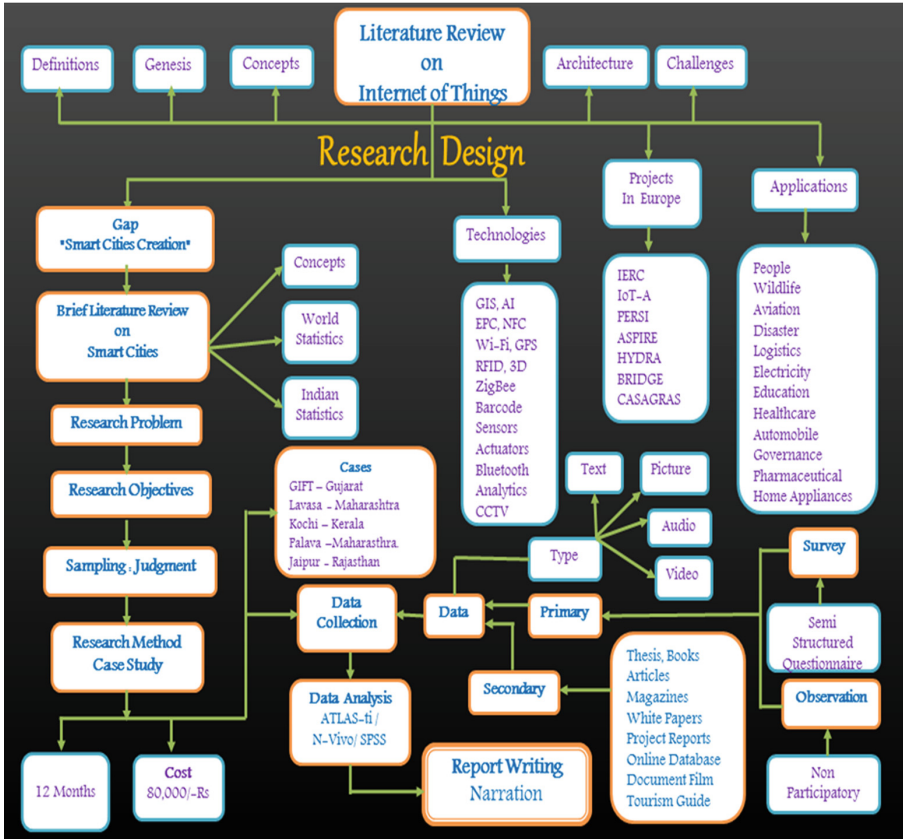 Literature Review
on
Internet of Things
Definitions
Genesis
Concepts
Architecture
Challenges
Research Design
Gap
"Smart Cities Creation"
Brief Literature Review
on
Smart Cities
Research Problem
Research Objectives
Sampling : Judgment
Research Method
Case Study
12 Months
Cost
80,000/-Rs
Concepts
World
Statistics
Indian
Statistics
Cases
GIFT – Gujarat
Lavasa – Maharashtra
Kochi – Kerala
Palava –Maharasthra.
Jaipur – Rajasthan
Technologies
GIS, AI
EPC, NFC
Wi-Fi, GPS
RFID, 3D
ZigBee
Barcode
Sensors
Actuators
Bluetooth
Analytics
CCTV
Projects
In Europe
IERC
IoT-A
PERSI
ASPIRE
HYDRA
BRIDGE
CASAGRAS
Applications
People
Wildlife
Aviation
Disaster
Logistics
Electricity
Education
Healthcare
Automobile
Governance
Pharmaceutical
Home Appliances
Text
Picture
Audio
Video
Type
Data
Collection
Data
Primary
Secondary
Survey
Semi
Structured
Questionnaire
Observation
Non
Participatory
Thesis, Books
Articles
Magazines
White Papers
Project Reports
Online Database
Document Film
Tourism Guide
Data Analysis
ATLAS-ti /
N-Vivo/ SPSS
Report Writing
Narration